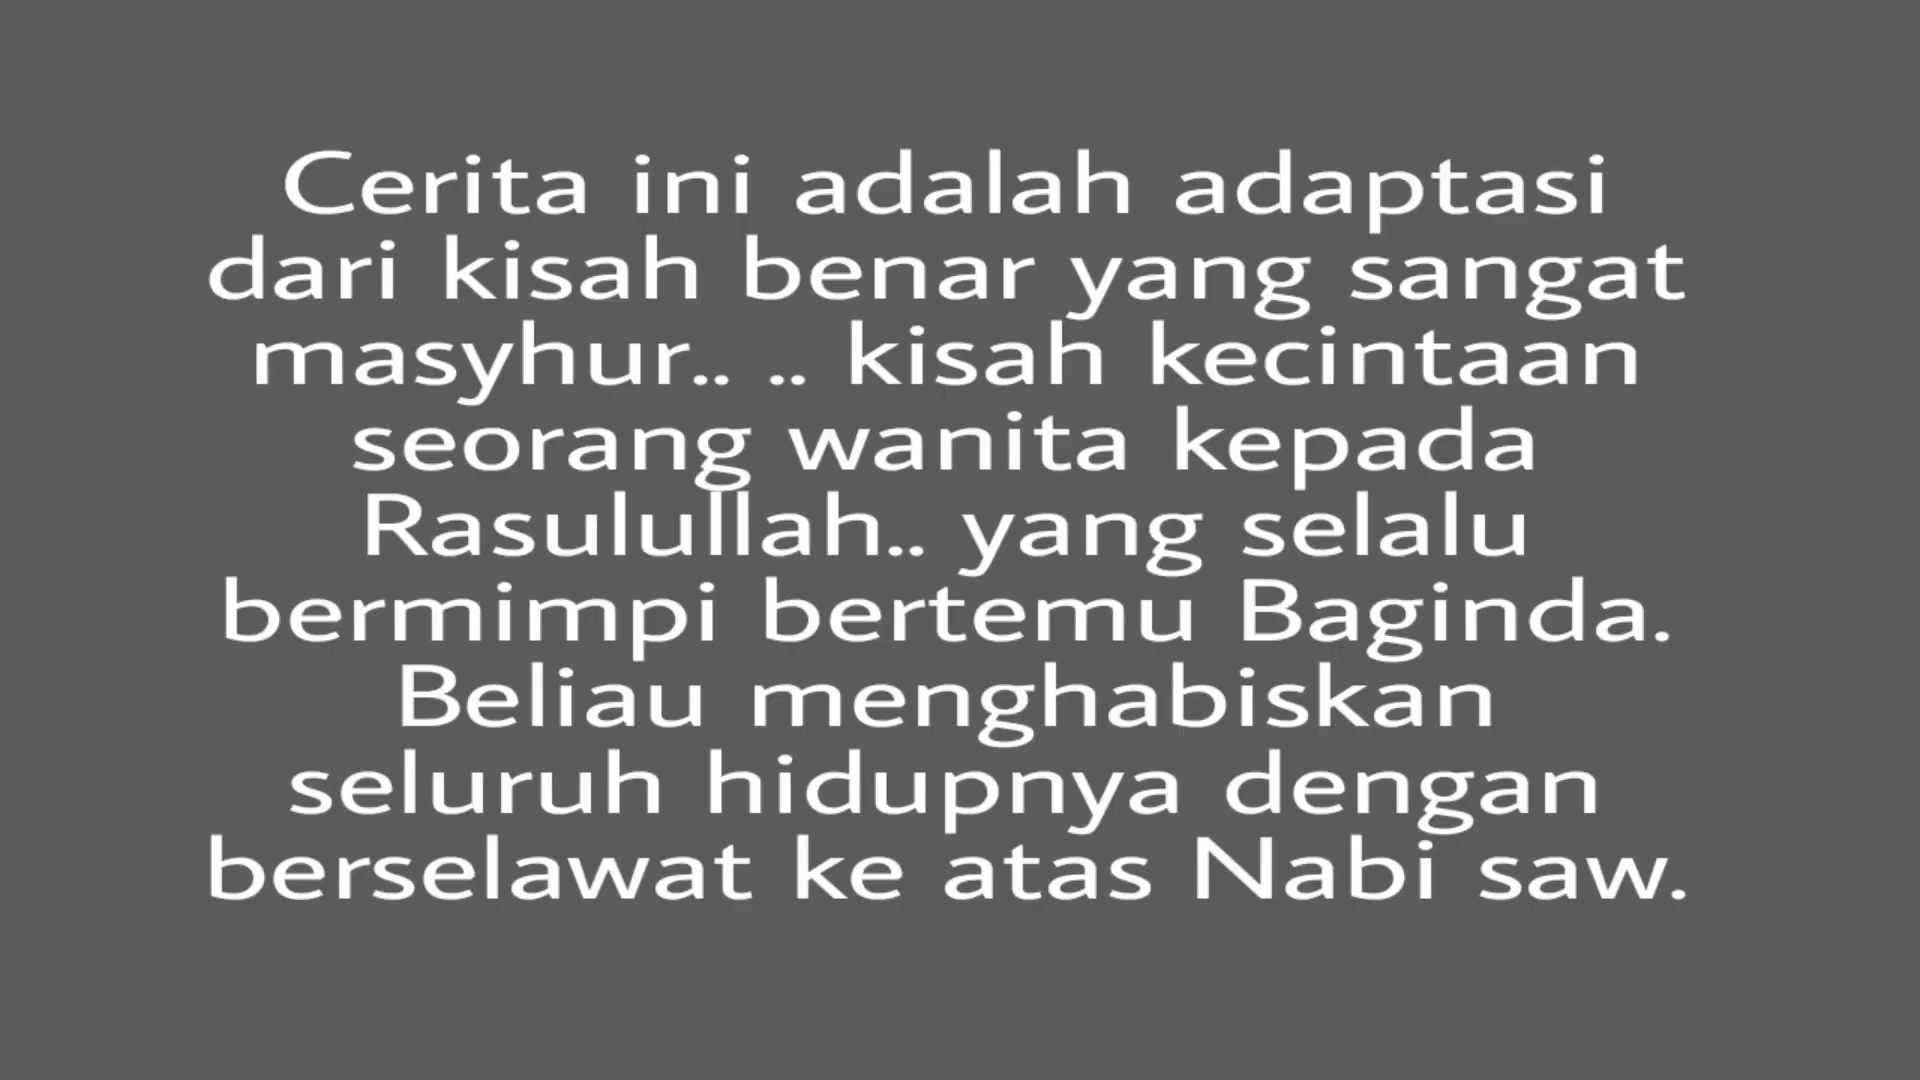 Cerita ini adalah adaptasi
dari kisah benar yang sangat
masyhur.. .. kisah kecintaan
seorang wanita kepada
Rasulullah.. yang selalu
bermimpi bertemu Baginda.
Beliau menghabiskan
seluruh hidupnya dengan
berselawat ke atas Nabi saw.